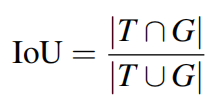 IoU = |T ∩ G| / |T ∪ G|